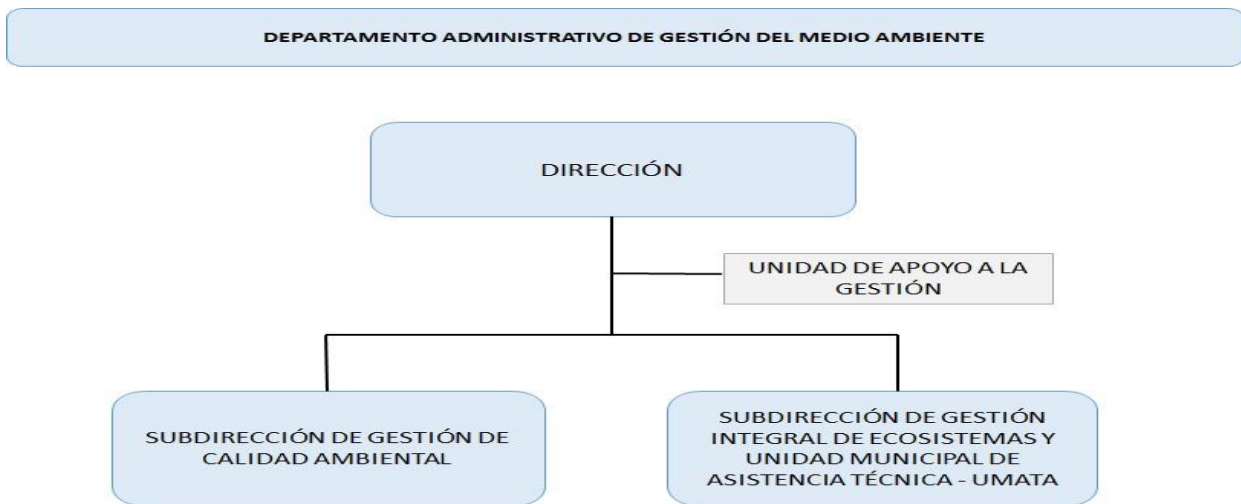 DEPARTAMENTO ADMINISTRATIVO DE GESTIÓN DEL MEDIO AMBIENTE
DIRECCIÓN
UNIDAD DE APOYO A LA
GESTIÓN
SUBDIRECCIÓN DE GESTIÓN DE
CALIDAD AMBIENTAL
SUBDIRECCIÓN DE GESTIÓN
INTEGRAL DE ECOSISTEMAS Y
UNIDAD MUNICIPAL DE
ASISTENCIA TÉCNICA - UMATA